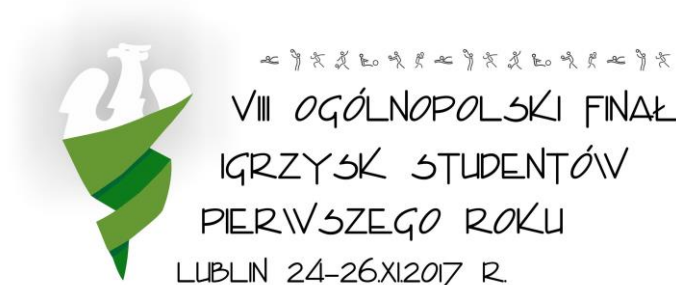 VIII OGÓLNOPOLSKI FINAŁ
IGRZYSK STUDENTÓW
PIERWSZEGO ROKU
LUBLIN 24-26.XI.2017 R.